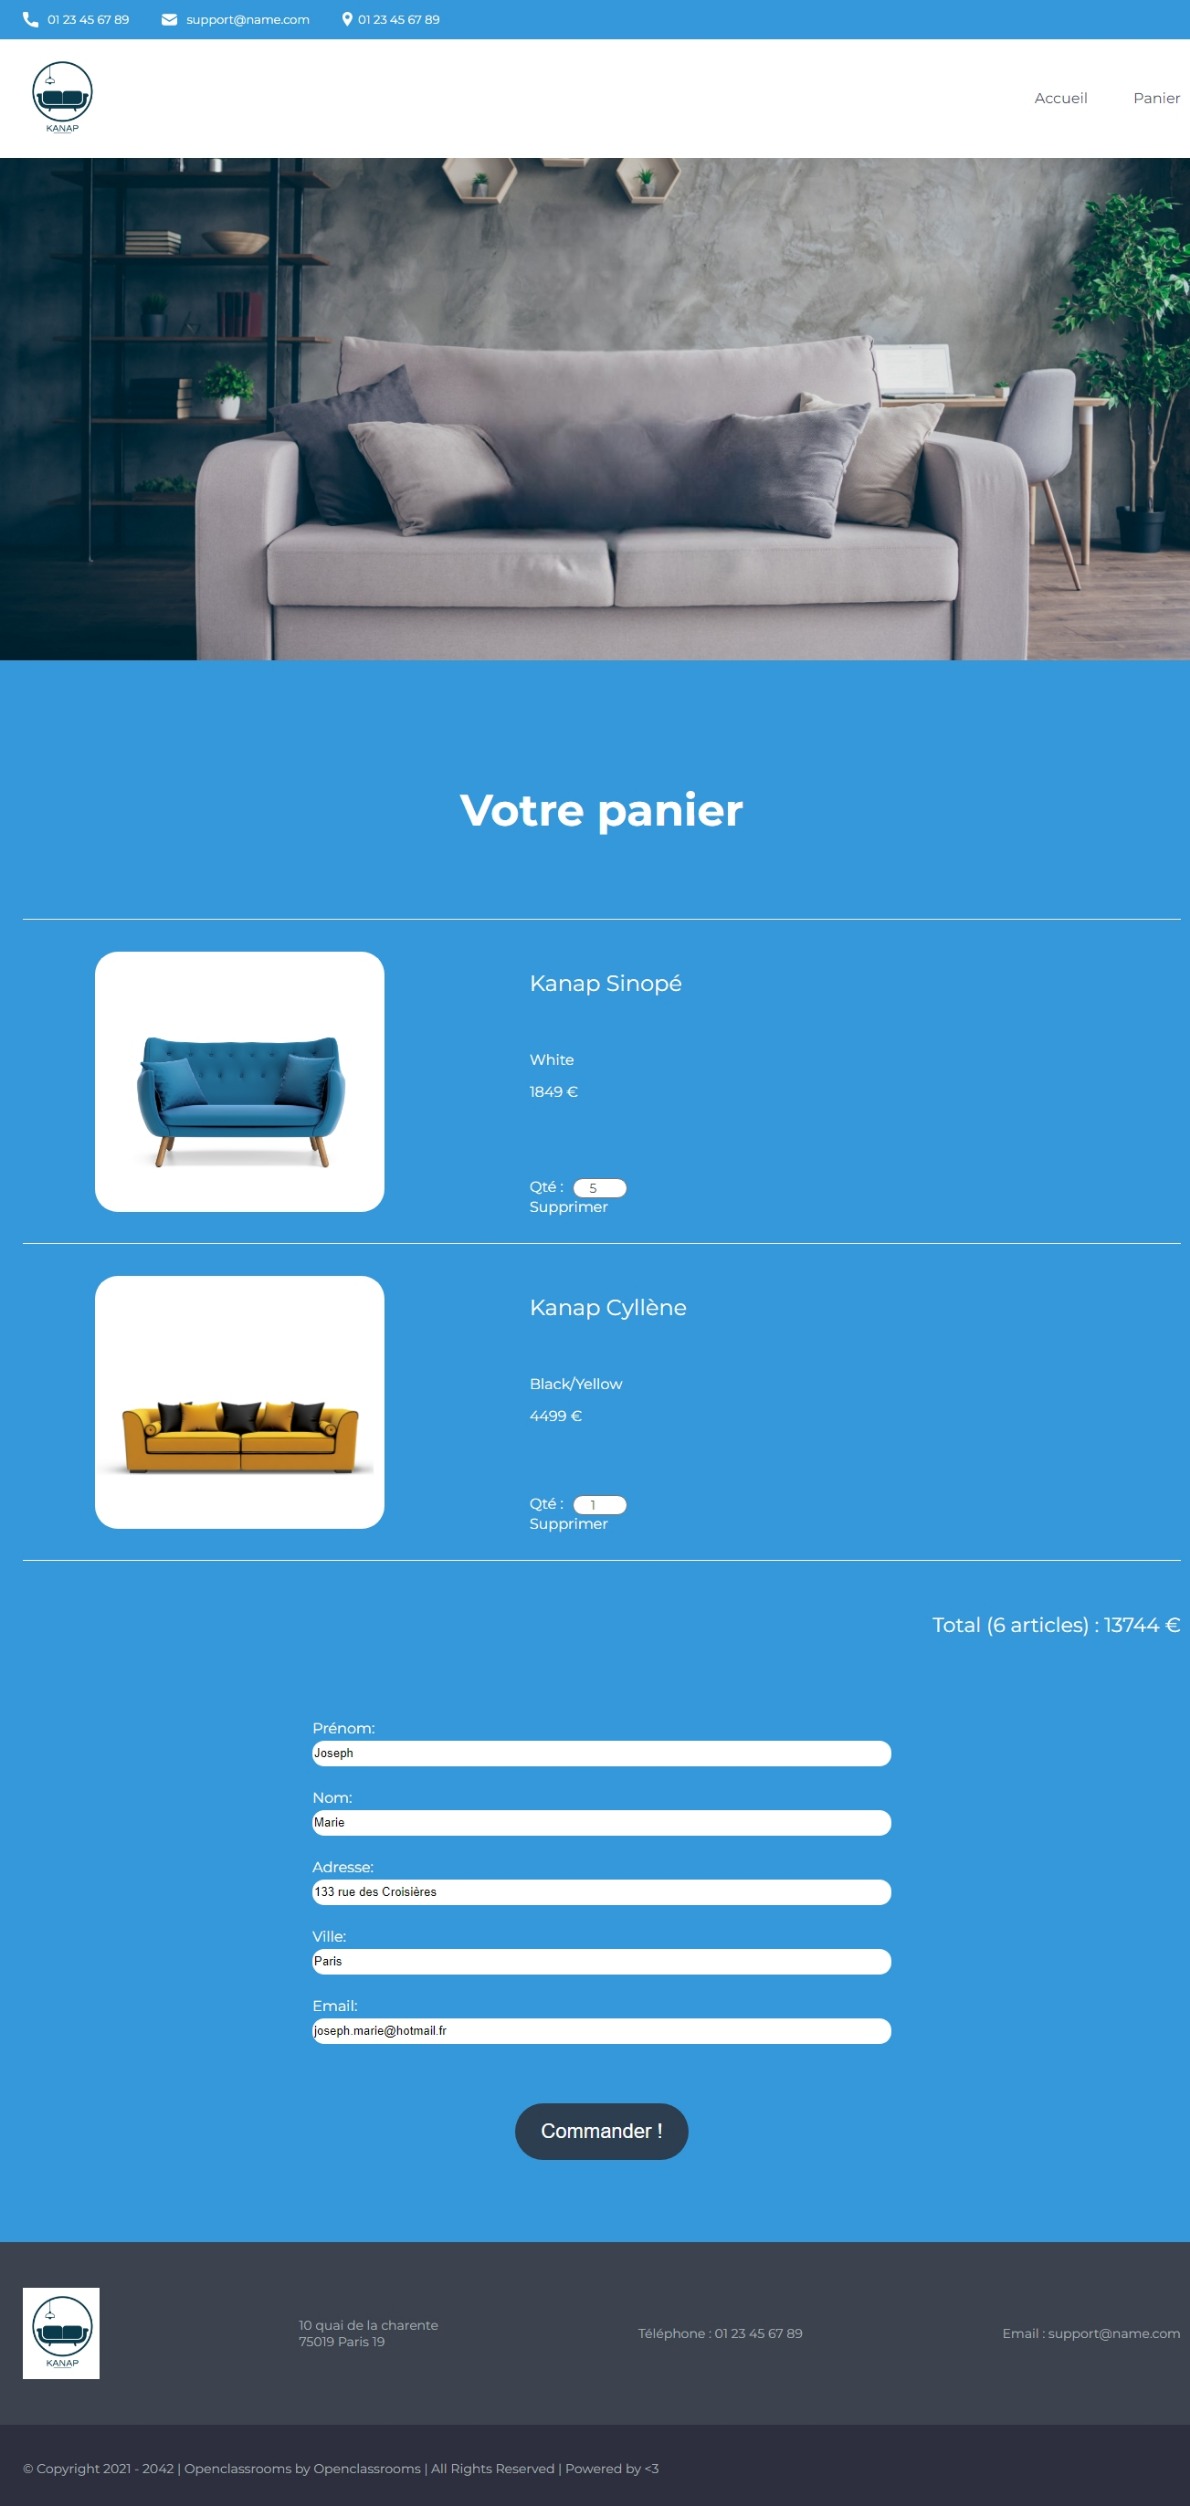 01 23 45 67 89
support@name.com
01 23 45 67 89
KANAP
Accueil
Panier
Votre panier
Kanap Sinopé
White
1849 €
Qté : 5
Supprimer
Kanap Cyllène
Black/Yellow
4499 €
Qté : 1
Supprimer
Total (6 articles) : 13744 €
Prénom:
Joseph
Nom:
Marie
Adresse:
133 rue des Croisières
Ville:
Paris
Email:
joseph.marie@hotmail.fr
Commander !
KANAP
10 quai de la charente
75019 Paris 19
Téléphone : 01 23 45 67 89
Email : support@name.com
© Copyright 2021 - 2042 | Openclassrooms by Openclassrooms | All Rights Reserved | Powered by <3